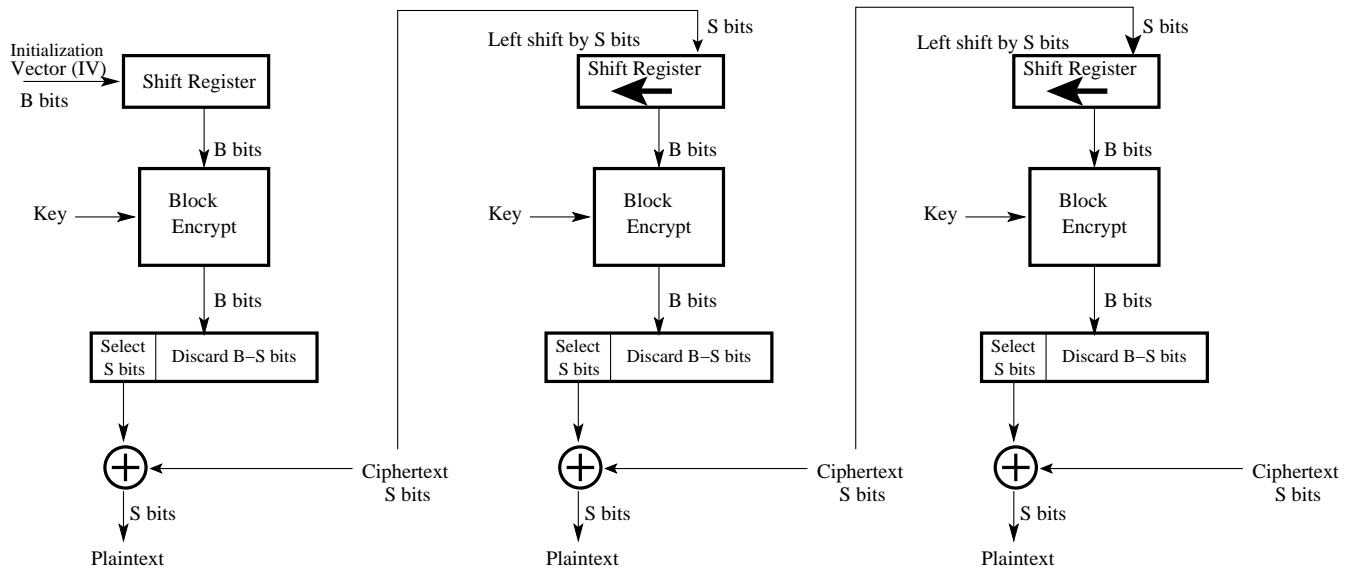 Initialization
Vector (IV)
B bits
Shift Register
B bits
Key
Block
Encrypt
B bits
Select
S bits
Discard B−S bits
Ciphertext
S bits
S bits
Plaintext
S bits
Left shift by S bits
Shift Register
B bits
Key
Block
Encrypt
B bits
Select
S bits
Discard B−S bits
Ciphertext
S bits
S bits
Plaintext
S bits
Left shift by S bits
Shift Register
B bits
Key
Block
Encrypt
B bits
Select
S bits
Discard B−S bits
Ciphertext
S bits
S bits
Plaintext